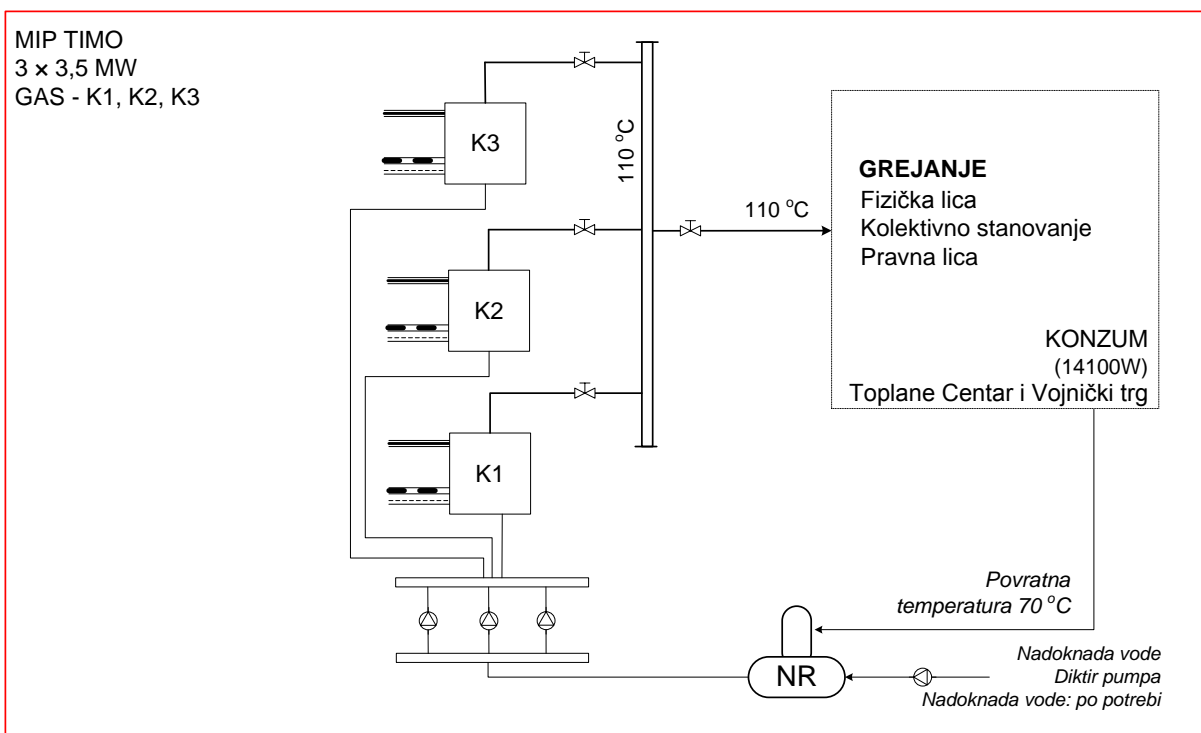 MIP TIMO
3 × 3,5 MW
GAS - K1, K2, K3
K3
K2
K1
110 °C
110 °C
GREJANJE
Fizička lica
Kolektivno stanovanje
Pravna lica
KONZUM
(14100W)
Toplane Centar i Vojnički trg
Povratna
temperatura 70 °C
NR
Nadoknada vode
Diktir pumpa
Nadoknada vode: po potrebi